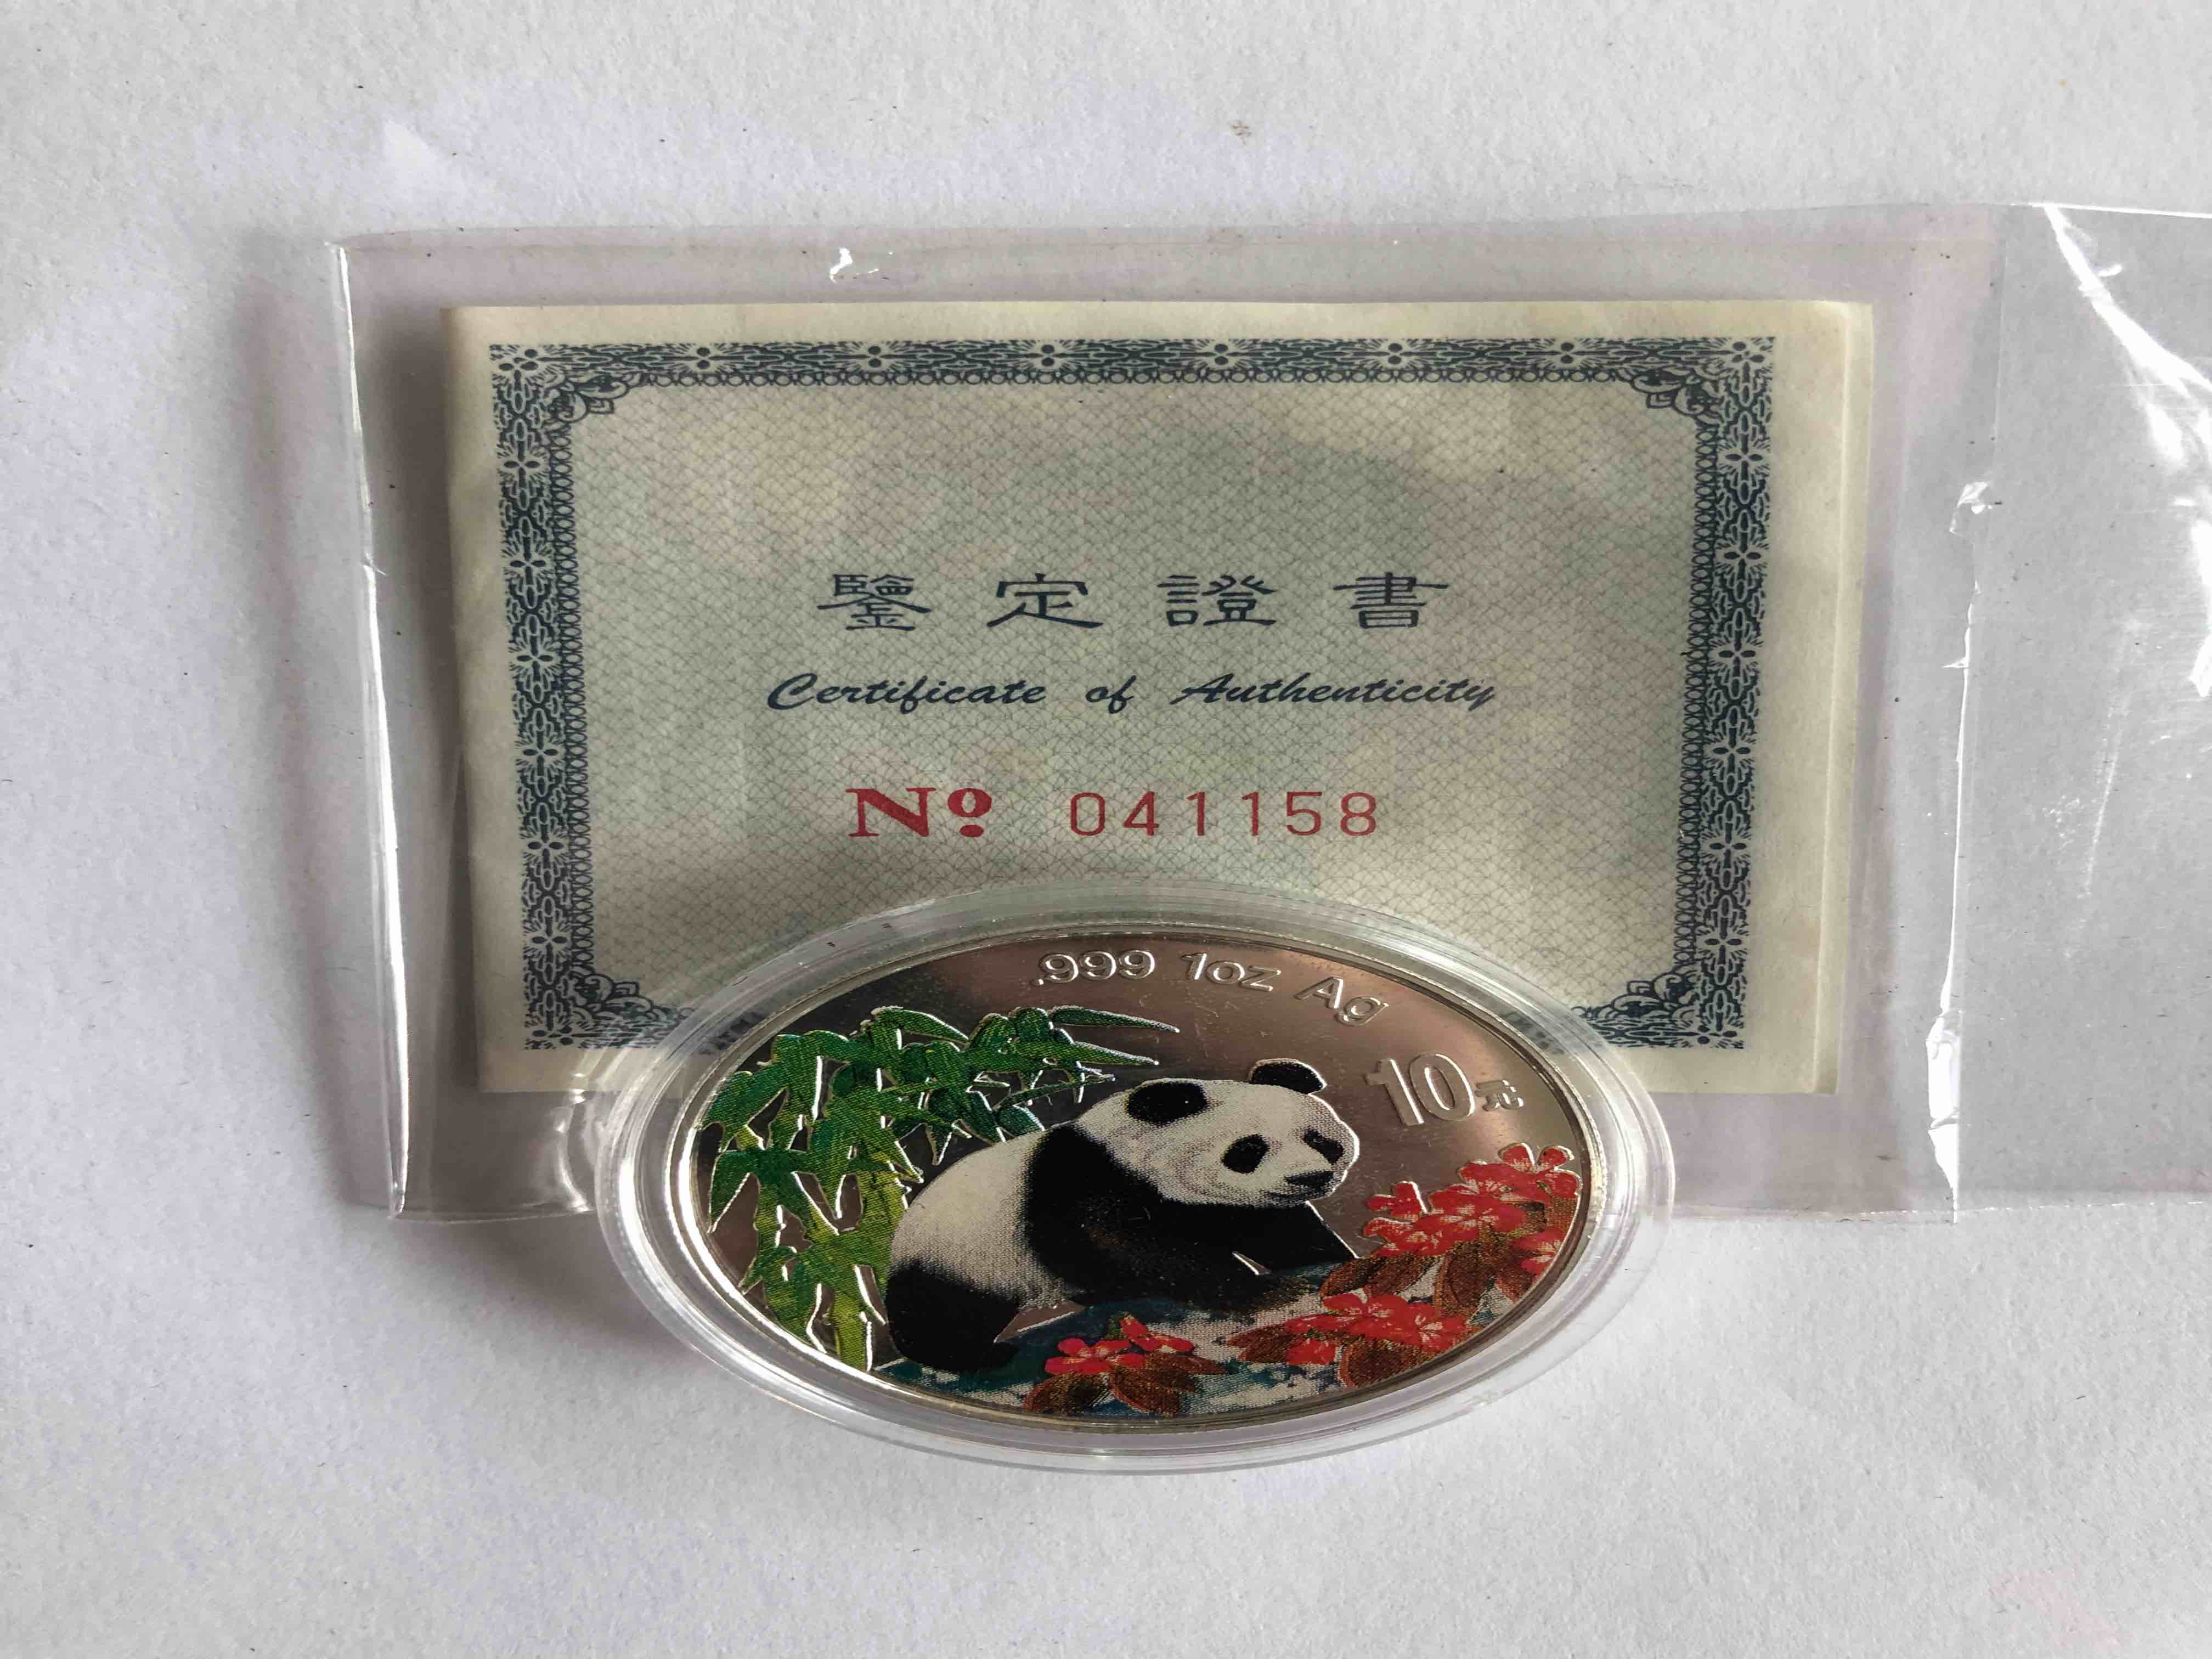 鑒定證書
Certificate of Authenticity
Nº 041158
.999 1oz Ag
10元